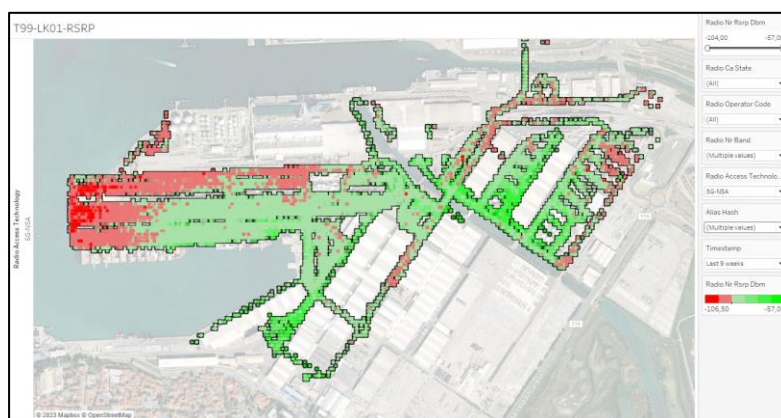 T99-LK01-RSRP
Radio Access Technology
5G-NSA
Radio Nr Rsrp Dbm
-104,00
-57,0
Radio Ca State
(All)
Radio Operator Code
(All)
Radio Nr Band
(Multiple values)
Radio Access Technolo..
5G-NSA
Alias Hash
(Multiple values)
Timestamp
Last 9 weeks
Radio Nr Rsrp Dbm
-106,50
-57,0
© 2023 Mapbox © OpenStreetMap